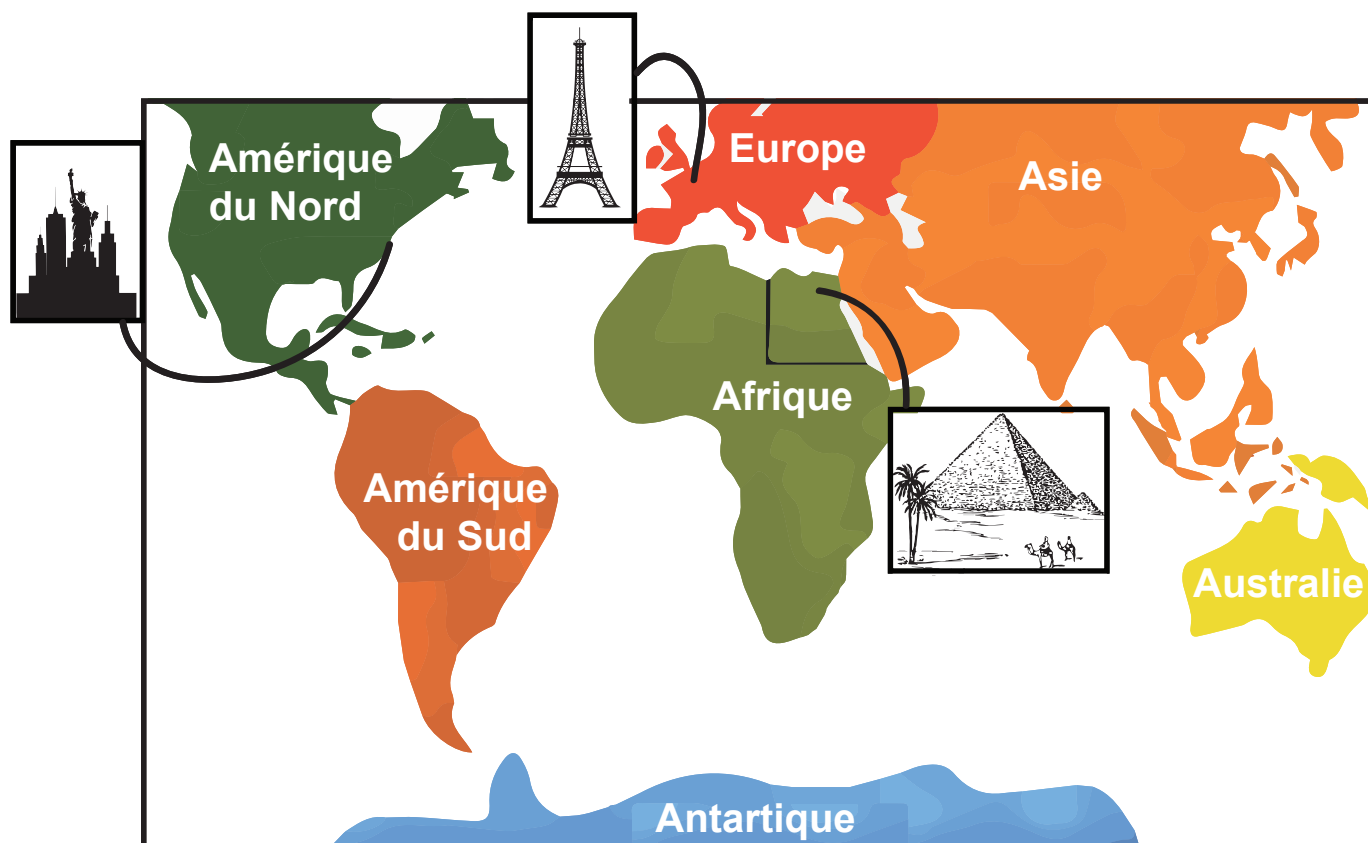 Amérique
du Nord
Europe
Asie
Afrique
Amérique
du Sud
Australie
Antartique